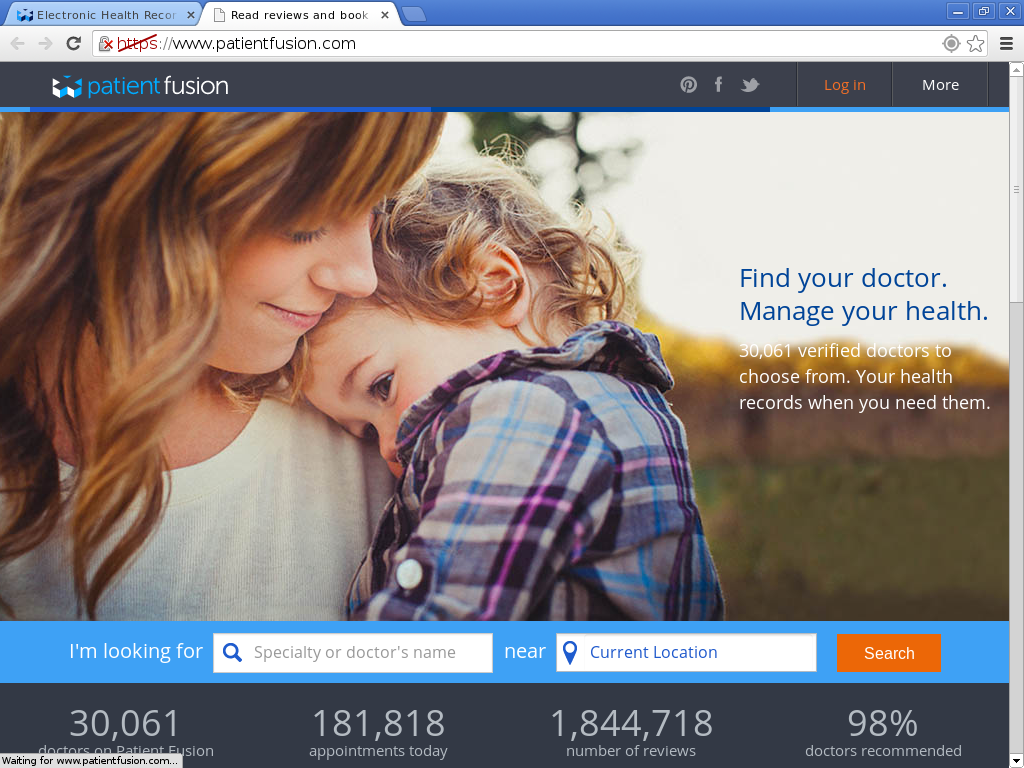 Electronic Health Recor
Read reviews and book
https://www.patientfusion.com
patientfusion
Log in
More
Find your doctor.
Manage your health.
30,061 verified doctors to
choose from. Your health
records when you need them.
I'm looking for
Specialty or doctor's name
near
Current Location
Search
30,061
doctors on Patient Fusion
181,818
appointments today
1,844,718
number of reviews
98%
doctors recommended
Waiting for www.patientfusion.com...